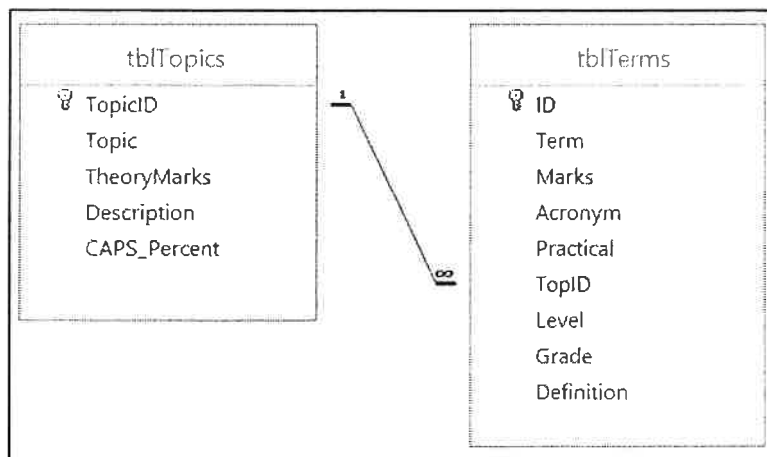 tblTopics
TopicID
Topic
TheoryMarks
Description
CAPS_Percent
1
∞
tblTerms
ID
Term
Marks
Acronym
Practical
TopID
Level
Grade
Definition